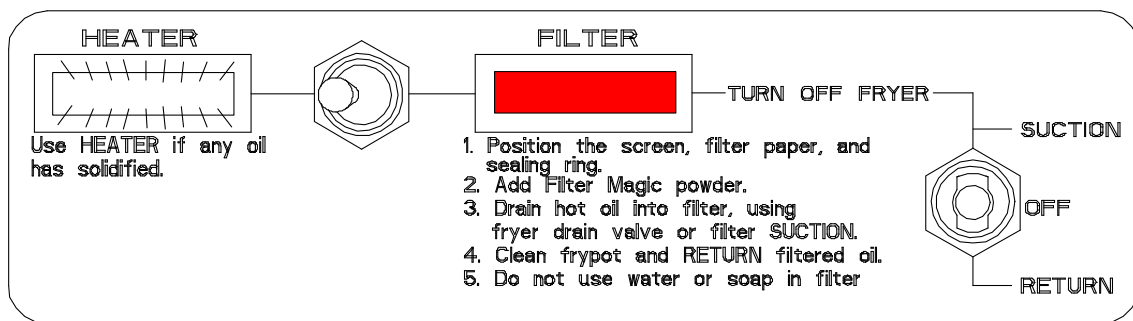 HEATER
Use HEATER if any oil
has solidified.
FILTER
1. Position the screen, filter paper, and
sealing ring.
2. Add Filter Magic powder.
3. Drain hot oil into filter, using
fryer drain valve or filter SUCTION.
4. Clean frypot and RETURN filtered oil.
5. Do not use water or soap in filter
TURN OFF FRYER
SUCTION
OFF
RETURN